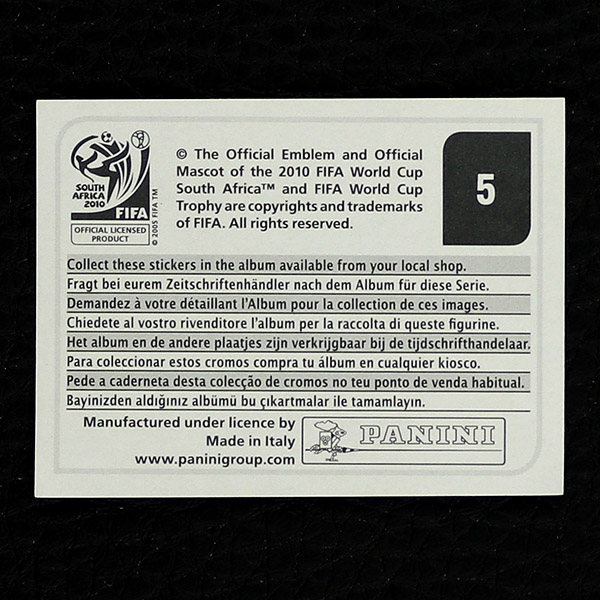 SOUTH
AFRICA
2010
FIFA
OFFICIAL LICENSED
PRODUCT
© 2005 FIFA TM
© The Official Emblem and Official
Mascot of the 2010 FIFA World Cup
South Africa™ and FIFA World Cup
Trophy are copyrights and trademarks
of FIFA. All rights reserved.
5
Collect these stickers in the album available from your local shop.
Fragt bei eurem Zeitschriftenhändler nach dem Album für diese Serie.
Demandez à votre détaillant l'Album pour la collection de ces images.
Chiedete al vostro rivenditore l'album per la raccolta di queste figurine.
Het album en de andere plaatjes zijn verkrijgbaar bij de tijdschrifthandelaar.
Para coleccionar estos cromos compra tu álbum en cualquier kiosco.
Pede a caderneta desta colecção de cromos no teu ponto de venda habitual.
Bayinizden aldığınız albümü bu çıkartmalar ile tamamlayın.
Manufactured under licence by
Made in Italy
www.paninigroup.com
PANINI